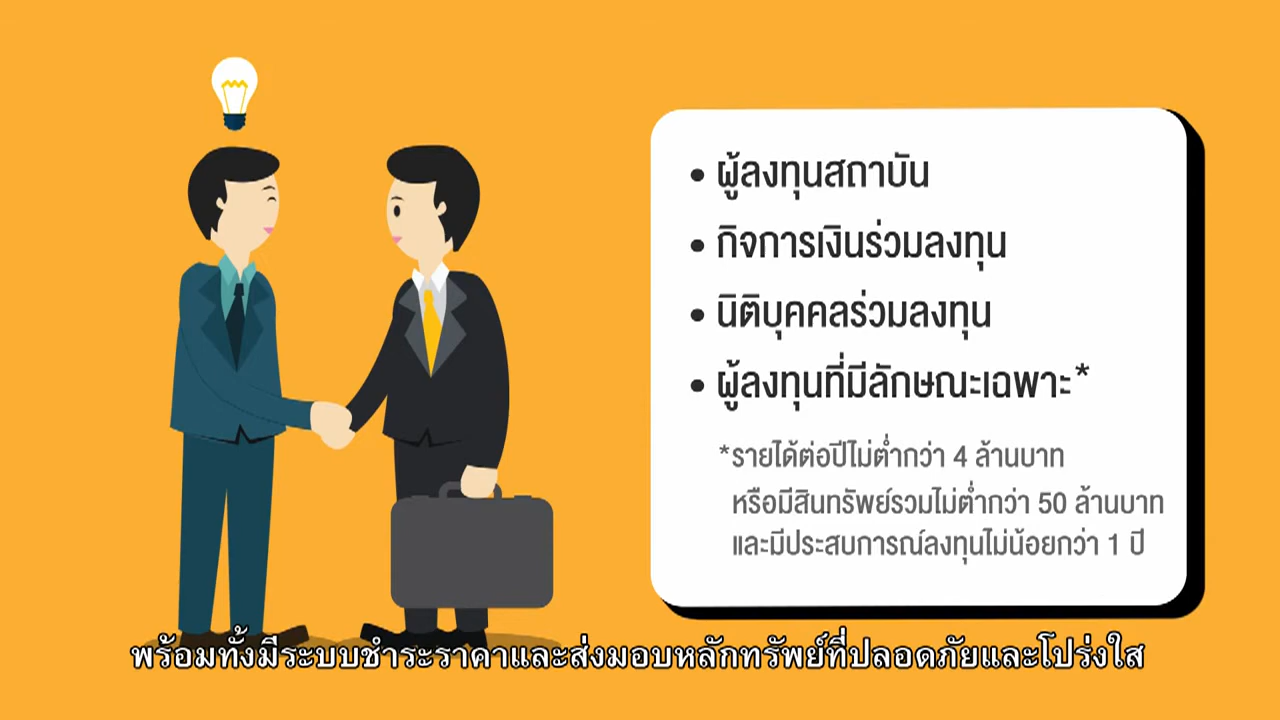 • ผู้ลงทุนสถาบัน
• กิจการเงินร่วมลงทุน
• นิติบุคคลร่วมลงทุน
• ผู้ลงทุนที่มีลักษณะเฉพาะ*
*รายได้ต่อปีไม่ต่ำกว่า 4 ล้านบาท
หรือมีสินทรัพย์รวมไม่ต่ำกว่า 50 ล้านบาท
และมีประสบการณ์ลงทุนไม่น้อยกว่า 1 ปี
พร้อมทั้งมีระบบชำระราคาและส่งมอบหลักทรัพย์ที่ปลอดภัยและโปร่งใส